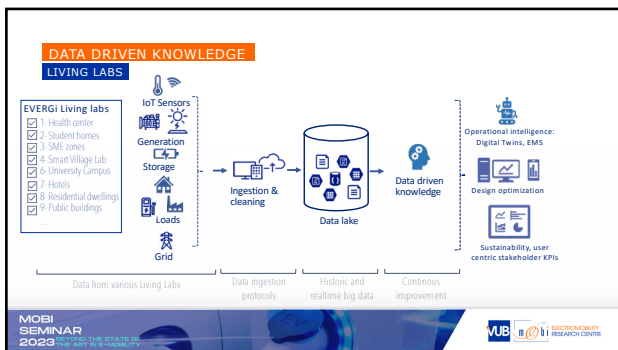 DATA DRIVEN KNOWLEDGE
LIVING LABS
EVERGi Living labs
1- Health center
2- Student homes
3- SME zones
4- Smart Village Lab
6- University Campus
7- Hotels
8- Residential dwellings
9- Public buildings
...
IoT Sensors
Generation
Storage
Loads
Grid
Ingestion &
cleaning
Data lake
Data driven
knowledge
Operational intelligence:
Digital Twins, EMS
Design optimization
Sustainability, user
centric stakeholder KPIs
Data from various Living Labs
Data ingestion
protocols
Historic and
realtime big data
Continous
improvement
MOBI
SEMINAR
2023 BEYOND THE STATE OF
THE ART IN E-MOBILITY
EV
VUB
mobi
ELECTROMOBILITY
RESEARCH CENTRE